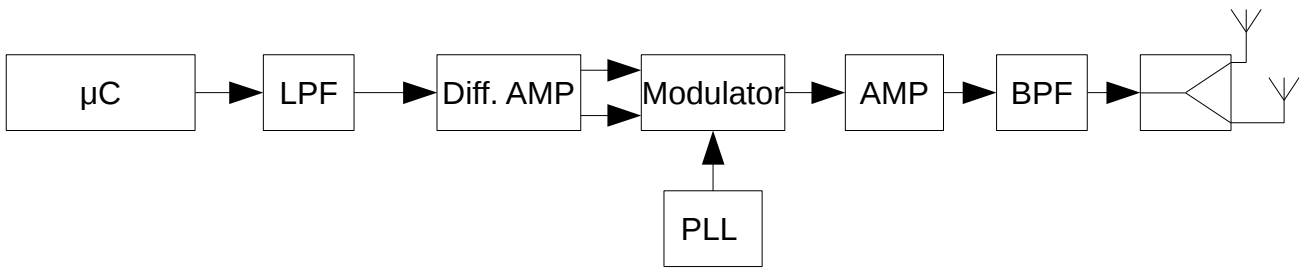 μC
LPF
Diff. AMP
Modulator
AMP
BPF
PLL